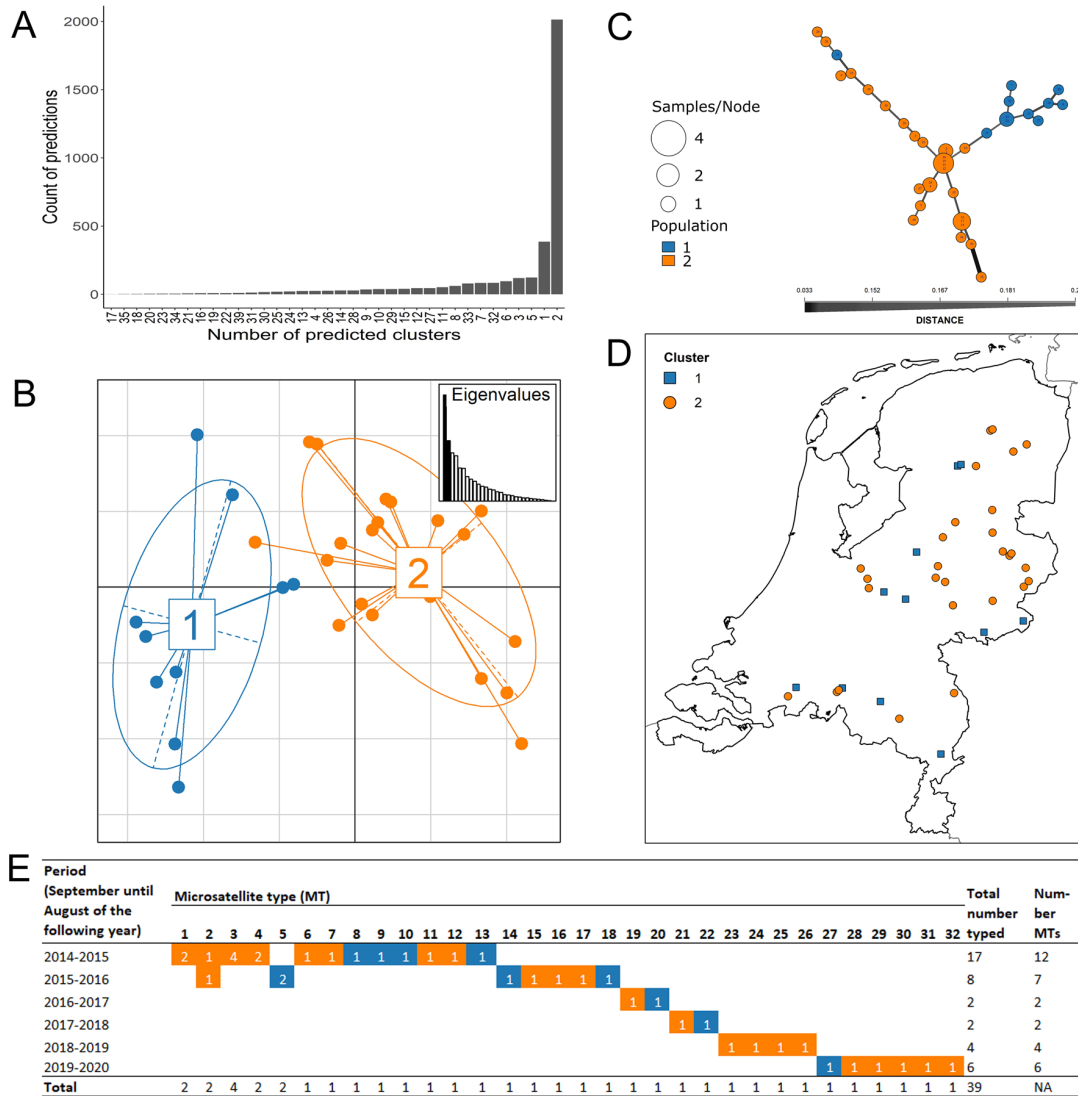 A
Count of predictions
2000
1500
1000
500
0
17 35 18 20 23 34 21 16 19 22 39 31 30 15 25 24 13 4 26 14 28 9 10 29 14 12 27 11 8 33 7 32 6 3 5 1 2
Number of predicted clusters
B
Eigenvalues
1
2
C
Samples/Node
4
2
1
Population
1
2
0.033 0.152 0.167 0.181 0.2
DISTANCE
D
Cluster
1
2
E
Period (September until August of the following year) Microsatellite type (MT) Total number typed Num-ber MTs
1 2 3 4 5 6 7 8 9 10 11 12 13 14 15 16 17 18 19 20 21 22 23 24 25 26 27 28 29 30 31 32
2014-2015 2 1 4 2 1 1 1 1 1 1 1 1 17 12
2015-2016 1 2 1 1 1 1 1 8 7
2016-2017 1 1 2 2
2017-2018 1 1 2 2
2018-2019 1 1 1 1 4 4
2019-2020 1 1 1 1 1 1 6 6
Total 2 2 4 2 2 1 1 1 1 1 1 1 1 1 1 1 1 1 1 1 1 1 1 1 1 1 1 1 1 1 1 1 39 NA